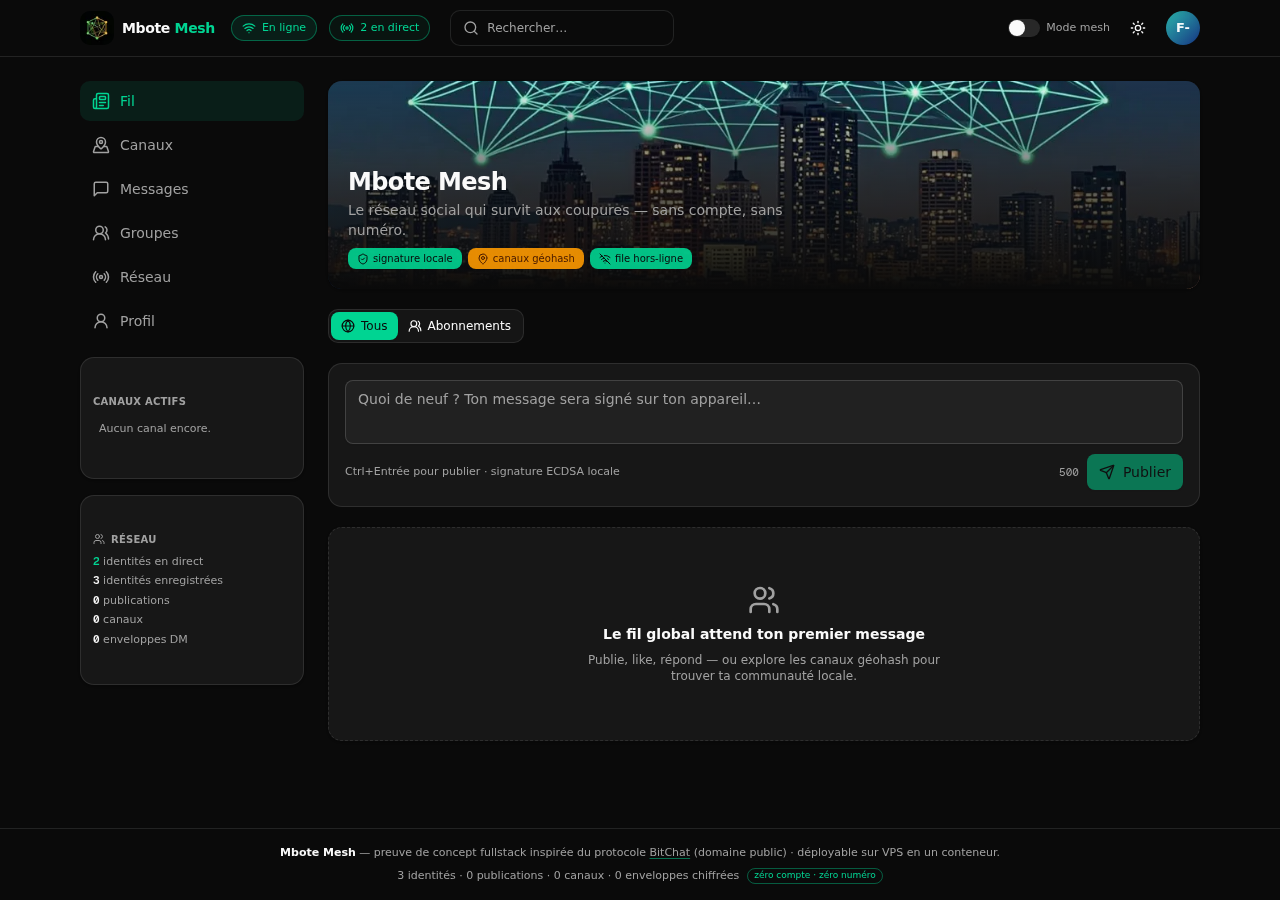 Mbote Mesh
En ligne
2 en direct
Rechercher…
Mode mesh
F-
Fil
Canaux
Messages
Groupes
Réseau
Profil
CANAUX ACTIFS
Aucun canal encore.
RÉSEAU
2 identités en direct
3 identités enregistrées
0 publications
0 canaux
0 enveloppes DM
Mbote Mesh
Le réseau social qui survit aux coupures — sans compte, sans
numéro.
signature locale
canaux géohash
file hors-ligne
Tous
Abonnements
Quoi de neuf ? Ton message sera signé sur ton appareil…
Ctrl+Entrée pour publier · signature ECDSA locale
500
Publier
Le fil global attend ton premier message
Publie, like, répond — ou explore les canaux géohash pour
trouver ta communauté locale.
Mbote Mesh — preuve de concept fullstack inspirée du protocole BitChat (domaine public) · déployable sur VPS en un conteneur.
3 identités · 0 publications · 0 canaux · 0 enveloppes chiffrées
zéro compte · zéro numéro